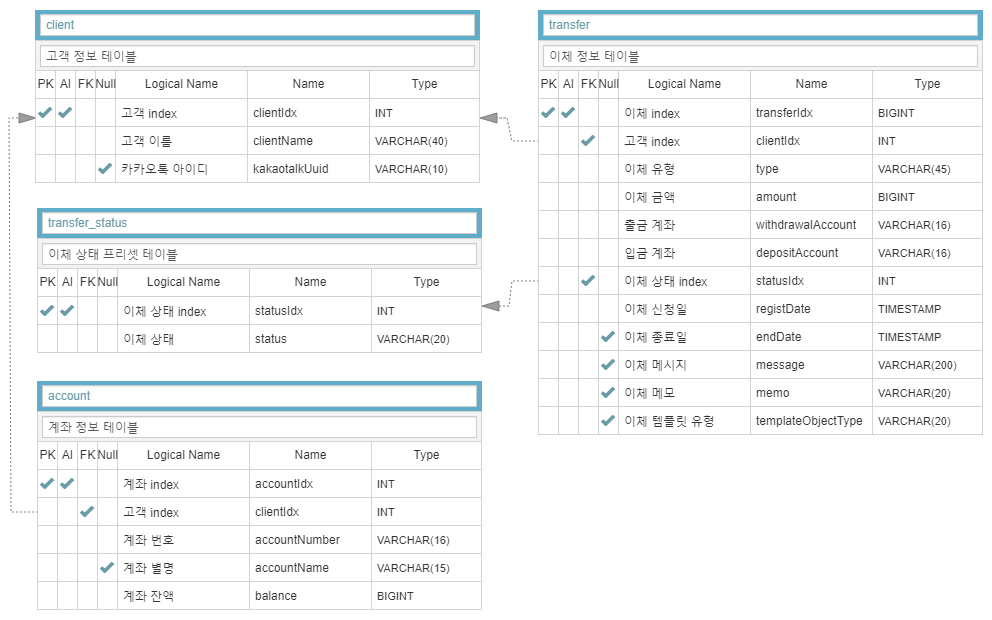 client
고객 정보 테이블
PK AI FK Null Logical Name Name Type
고객 index clientIdx INT
고객 이름 clientName VARCHAR(40)
카카오톡 아이디 kakaotalkUuid VARCHAR(10)
transfer_status
이체 상태 프리셋 테이블
PK AI FK Null Logical Name Name Type
이체 상태 index statusIdx INT
이체 상태 status VARCHAR(20)
account
계좌 정보 테이블
PK AI FK Null Logical Name Name Type
계좌 index accountIdx INT
고객 index clientIdx INT
계좌 번호 accountNumber VARCHAR(16)
계좌 별명 accountName VARCHAR(15)
계좌 잔액 balance BIGINT
transfer
이체 정보 테이블
PK AI FK Null Logical Name Name Type
이체 index transferIdx BIGINT
고객 index clientIdx INT
이체 유형 type VARCHAR(45)
이체 금액 amount BIGINT
출금 계좌 withdrawalAccount VARCHAR(16)
입금 계좌 depositAccount VARCHAR(16)
이체 상태 index statusIdx INT
이체 신청일 registDate TIMESTAMP
이체 종료일 endDate TIMESTAMP
이체 메시지 message VARCHAR(200)
이체 메모 memo VARCHAR(20)
이체 템플릿 유형 templateObjectType VARCHAR(20)